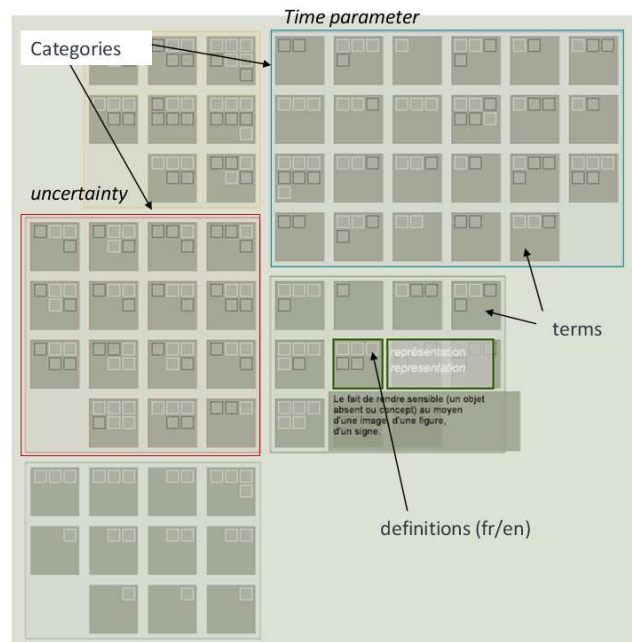 Time parameter
Categories
uncertainty
terms
représentation
representation
Le fait de rendre sensible (un objet
absent ou concept) au moyen
d'une image, d'une figure,
d'un signe.
definitions (fr/en)